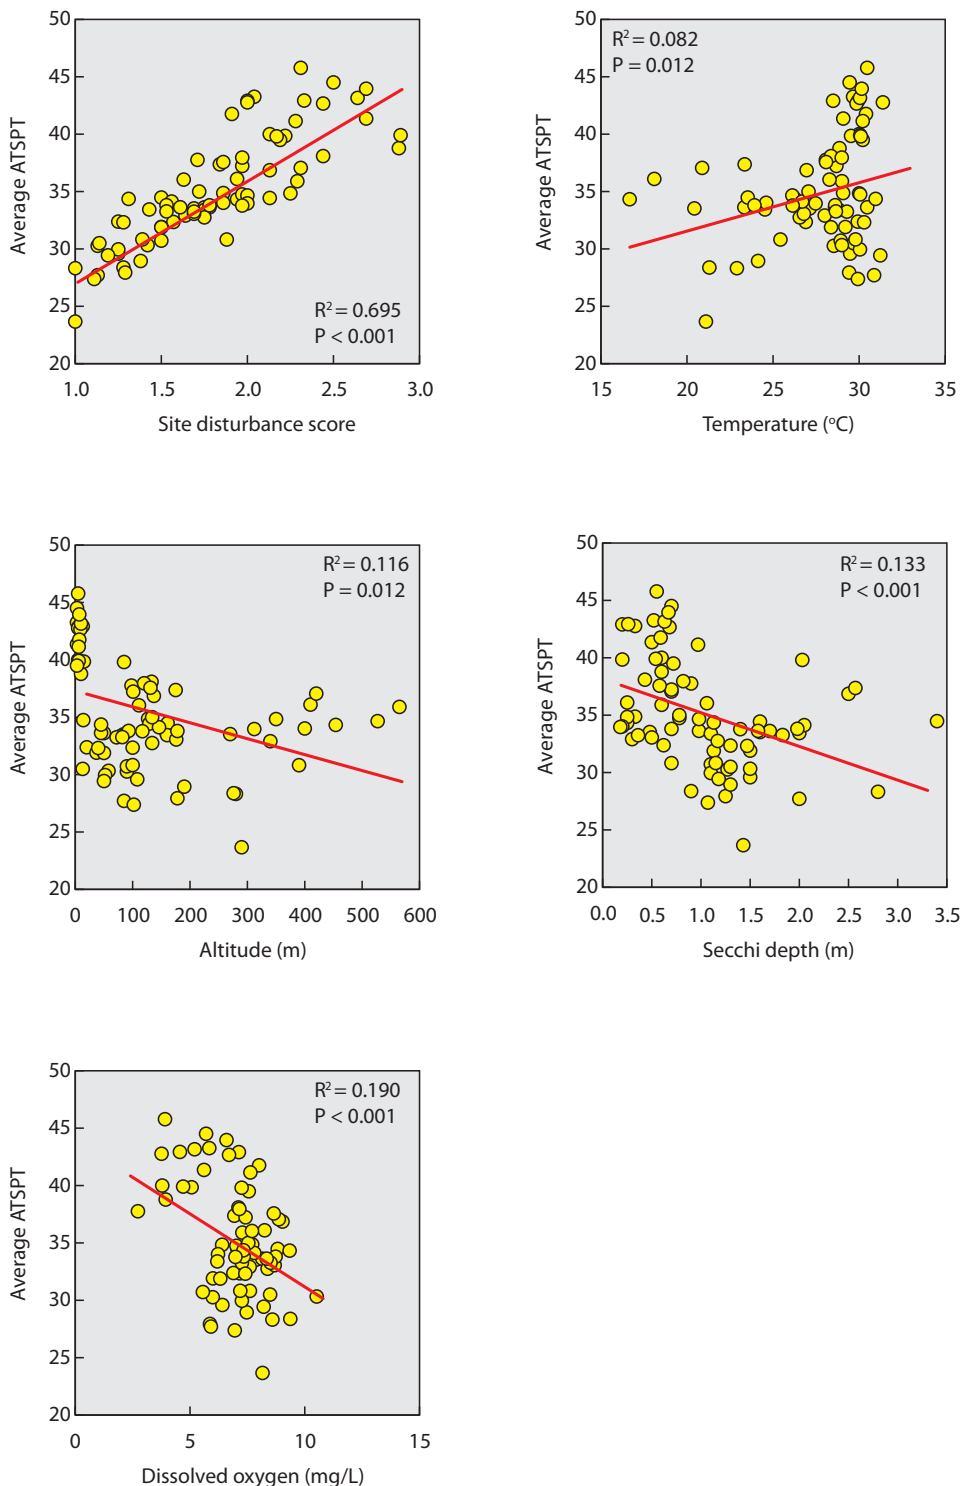 50
45
40
35
30
25
20
Average ATSPT
R² = 0.695
P < 0.001
1.0 1.5 2.0 2.5 3.0
Site disturbance score
50
45
40
35
30
25
20
Average ATSPT
R² = 0.082
P = 0.012
15 20 25 30 35
Temperature (°C)
50
45
40
35
30
25
20
Average ATSPT
R² = 0.116
P = 0.012
0 100 200 300 400 500 600
Altitude (m)
50
45
40
35
30
25
20
Average ATSPT
R² = 0.133
P < 0.001
0.0 0.5 1.0 1.5 2.0 2.5 3.0 3.5
Secchi depth (m)
50
45
40
35
30
25
20
Average ATSPT
R² = 0.190
P < 0.001
0 5 10 15
Dissolved oxygen (mg/L)